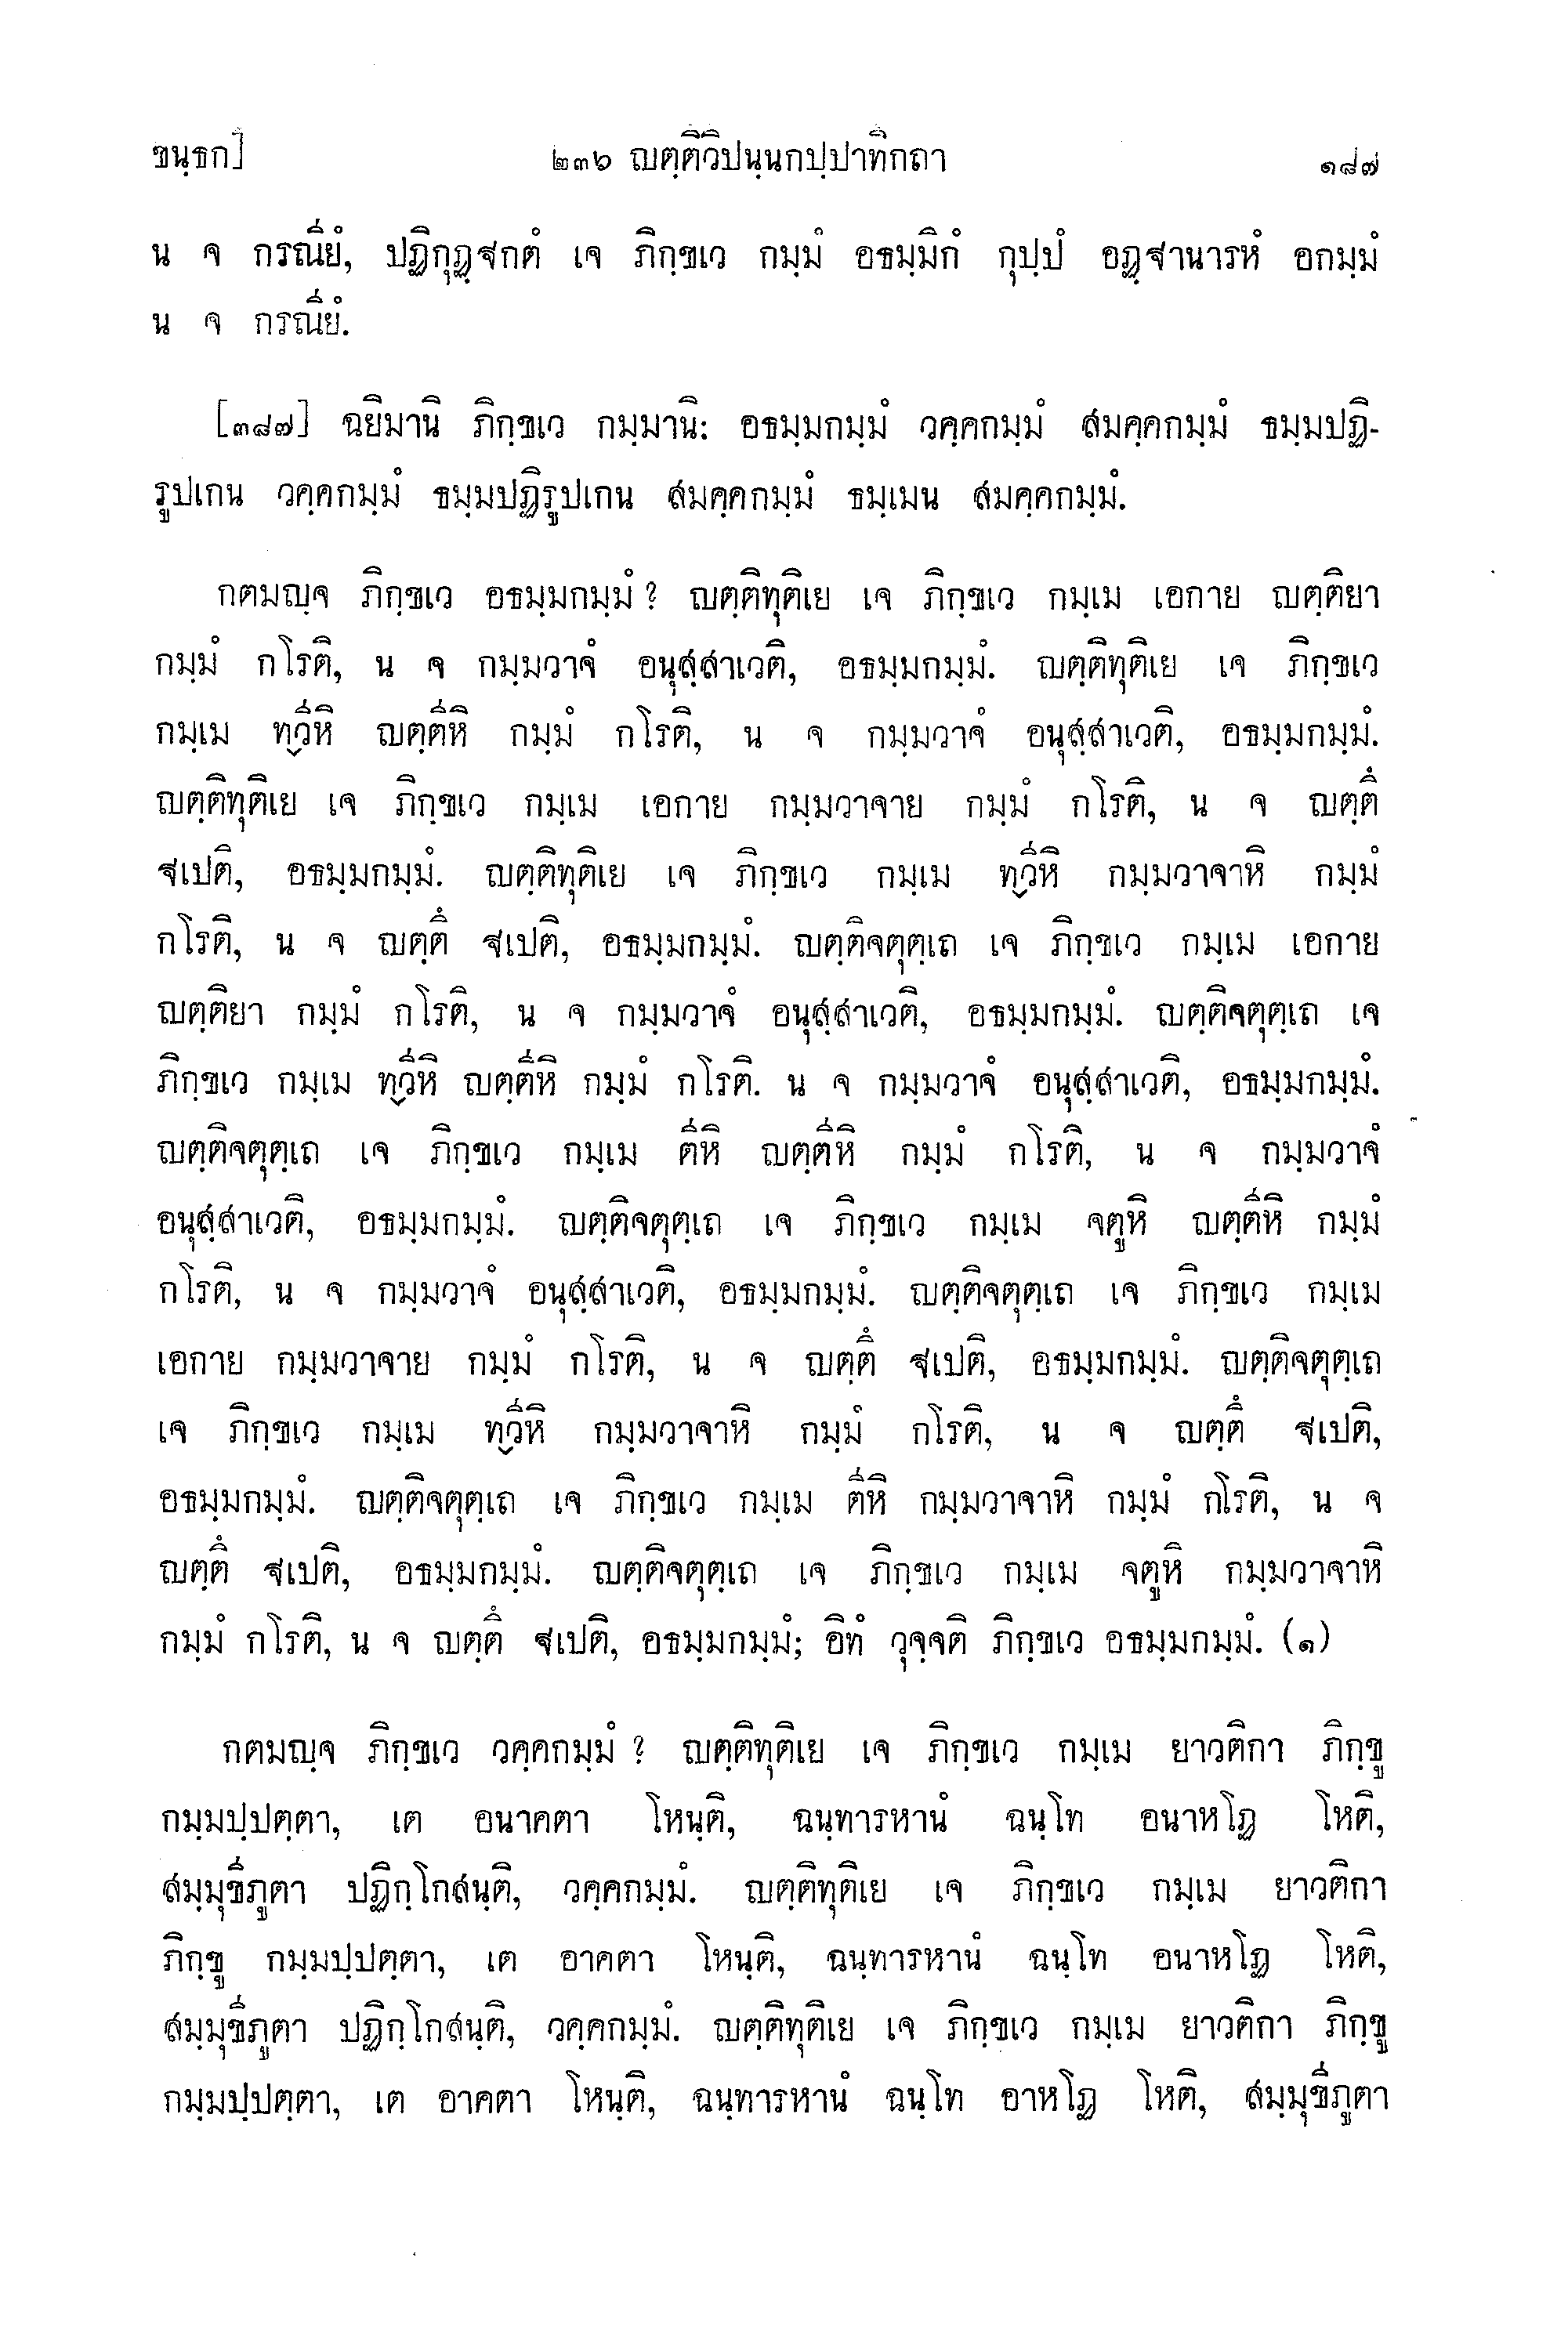 ขนฺธก]
๒๓๖ ญตฺติวิปนฺนกปฺปาทิกถา
๑๘๗
น จ กรณียํ, ปฏิกุฏฺฐกตํ เจ ภิกฺขเว กมฺมํ อธมฺมิกํ กุปฺปํ อฏฺฐานารหํ อกมฺมํ
น จ กรณียํ.
[๓๘๗] ฉยิมานิ ภิกฺขเว กมฺมานิ: อธมฺมกมฺมํ วคฺคกมฺมํ สมคฺคกมฺมํ ธมฺมปฏิ-
รูปเกน วคฺคกมฺมํ ธมฺมปฏิรูปเกน สมคฺคกมฺมํ ธมฺเมน สมคฺคกมฺมํ.
กตมญฺจ ภิกฺขเว อธมฺมกมฺมํ ? ญตฺติทุติเย เจ ภิกฺขเว กมฺเม เอกาย ญตฺติยา
กมฺมํ กโรติ, น จ กมฺมวาจํ อนุสฺสาเวติ, อธมฺมกมฺมํ. ญตฺติทุติเย เจ ภิกฺขเว
กมฺเม ทฺวีหิ ญตฺตีหิ กมฺมํ กโรติ, น จ กมฺมวาจํ อนุสฺสาเวติ, อธมฺมกมฺมํ.
ญตฺติทุติเย เจ ภิกฺขเว กมฺเม เอกาย กมฺมวาจาย กมฺมํ กโรติ, น จ ญตฺตึ
ฐเปติ, อธมฺมกมฺมํ. ญตฺติทุติเย เจ ภิกฺขเว กมฺเม ทฺวีหิ กมฺมวาจาหิ กมฺมํ
กโรติ, น จ ญตฺตึ ฐเปติ, อธมฺมกมฺมํ. ญตฺติจตุตฺเถ เจ ภิกฺขเว กมฺเม เอกาย
ญตฺติยา กมฺมํ กโรติ, น จ กมฺมวาจํ อนุสฺสาเวติ, อธมฺมกมฺมํ. ญตฺติจตุตฺเถ เจ
ภิกฺขเว กมฺเม ทฺวีหิ ญตฺตีหิ กมฺมํ กโรติ. น จ กมฺมวาจํ อนุสฺสาเวติ, อธมฺมกมฺมํ.
ญตฺติจตุตฺเถ เจ ภิกฺขเว กมฺเม ตีหิ ญตฺตีหิ กมฺมํ กโรติ, น จ กมฺมวาจํ
อนุสฺสาเวติ, อธมฺมกมฺมํ. ญตฺติจตุตฺเถ เจ ภิกฺขเว กมฺเม จตูหิ ญตฺตีหิ กมฺมํ
กโรติ, น จ กมฺมวาจํ อนุสฺสาเวติ, อธมฺมกมฺมํ. ญตฺติจตุตฺเถ เจ ภิกฺขเว กมฺเม
เอกาย กมฺมวาจาย กมฺมํ กโรติ, น จ ญตฺตึ ฐเปติ, อธมฺมกมฺมํ. ญตฺติจตุตฺเถ
เจ ภิกฺขเว กมฺเม ทฺวีหิ กมฺมวาจาหิ กมฺมํ กโรติ, น จ ญตฺตึ ฐเปติ,
อธมฺมกมฺมํ. ญตฺติจตุตฺเถ เจ ภิกฺขเว กมฺเม ตีหิ กมฺมวาจาหิ กมฺมํ กโรติ, น จ
ญตฺตึ ฐเปติ, อธมฺมกมฺมํ. ญตฺติจตุตฺเถ เจ ภิกฺขเว กมฺเม จตูหิ กมฺมวาจาหิ
กมฺมํ กโรติ, น จ ญตฺตึ ฐเปติ, อธมฺมกมฺมํ; อิทํ วุจฺจติ ภิกฺขเว อธมฺมกมฺมํ. (๑)
กตมญฺจ ภิกฺขเว วคฺคกมฺมํ ? ญตฺติทุติเย เจ ภิกฺขเว กมฺเม ยาวติกา ภิกฺขู
กมฺมปฺปตฺตา, เต อนาคตา โหนฺติ, ฉนฺทารหานํ ฉนฺโท อนาหโฏ โหติ,
สมฺมุขีภูตา ปฏิกฺโกสนฺติ, วคฺคกมฺมํ. ญตฺติทุติเย เจ ภิกฺขเว กมฺเม ยาวติกา
ภิกฺขู กมฺมปฺปตฺตา, เต อาคตา โหนฺติ, ฉนฺทารหานํ ฉนฺโท อนาหโฏ โหติ,
สมฺมุขีภูตา ปฏิกฺโกสนฺติ, วคฺคกมฺมํ. ญตฺติทุติเย เจ ภิกฺขเว กมฺเม ยาวติกา ภิกฺขู
กมฺมปฺปตฺตา, เต อาคตา โหนฺติ, ฉนฺทารหานํ ฉนฺโท อาหโฏ โหติ, สมฺมุขีภูตา